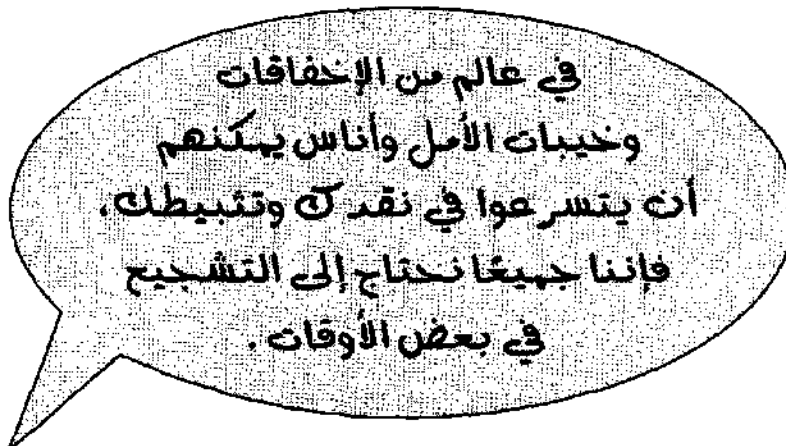 في عالم من الإخفاقات
وخيبات الأمل وأناس يمكنهم
أن يتسرعوا في نقدك وتثبيطك،
فإننا جميعًا نحتاج إلى التشجيع
في بعض الأوقات.